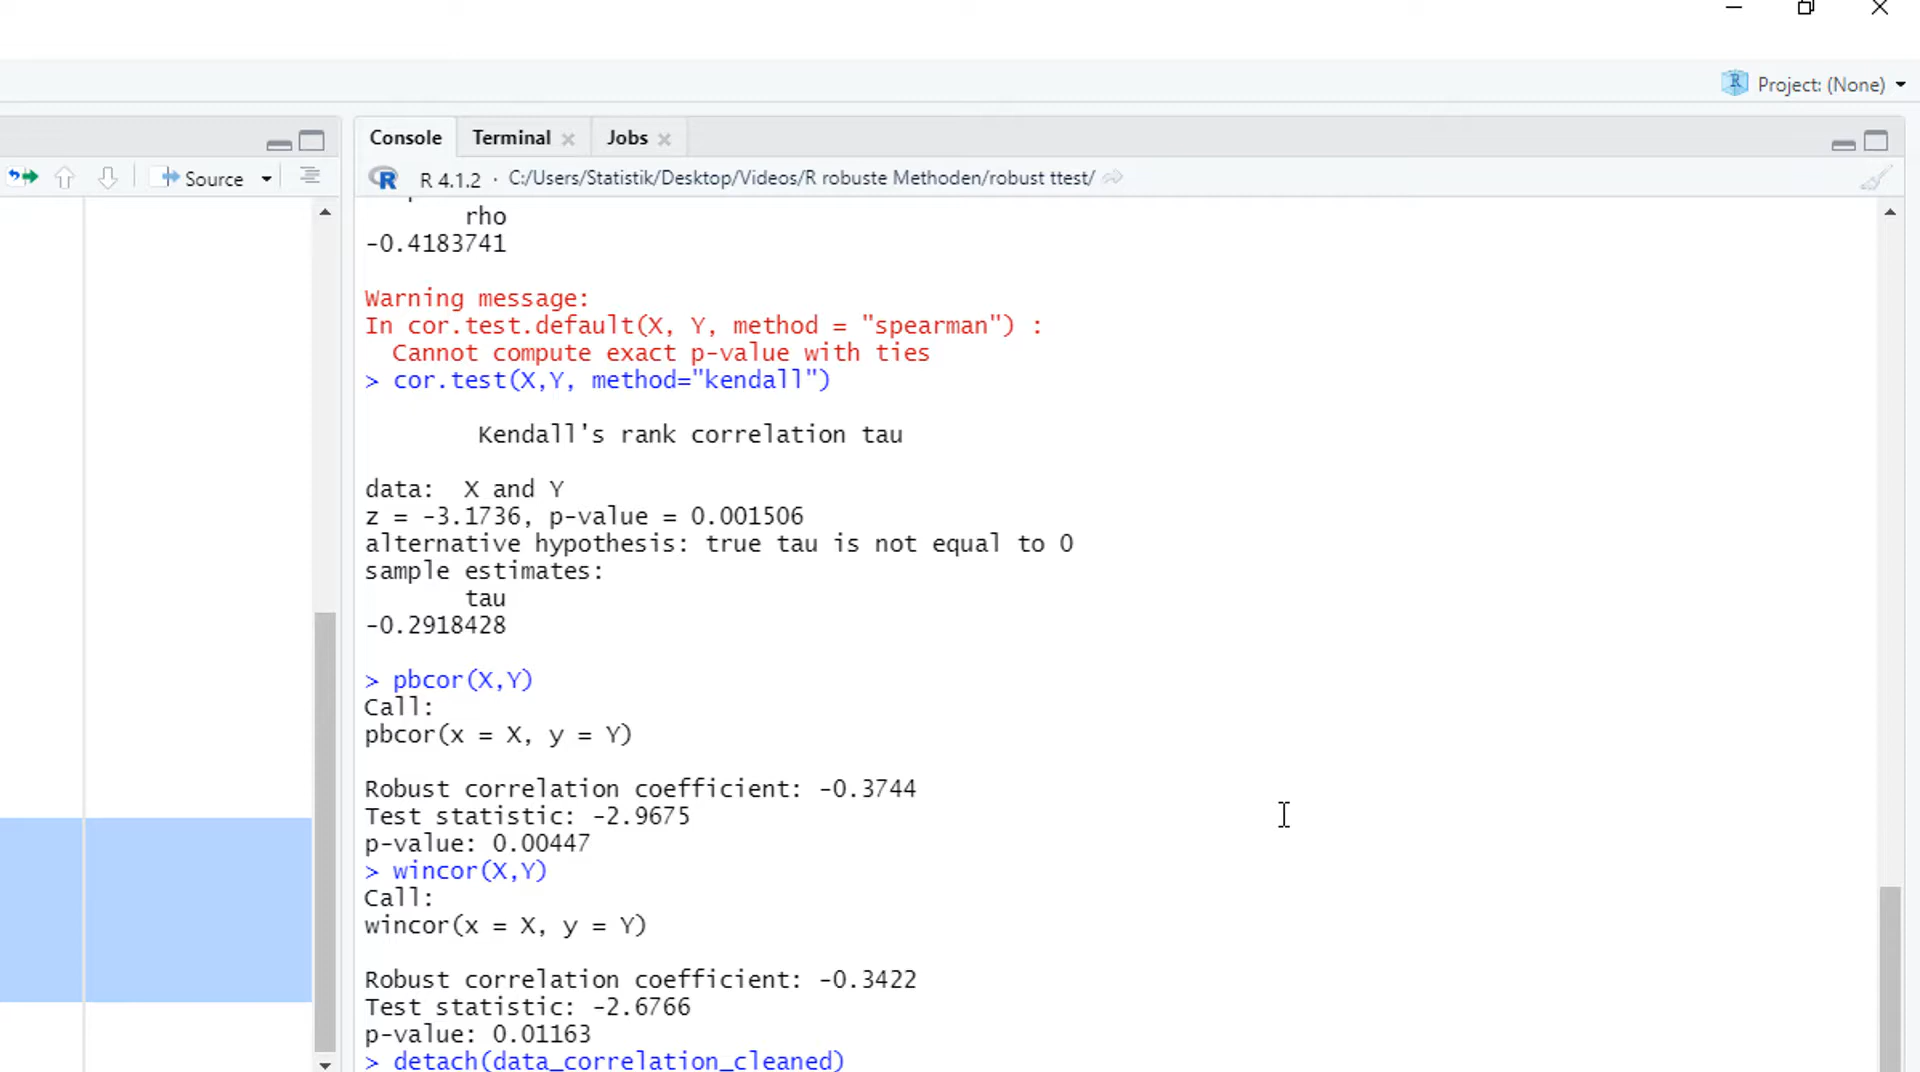 Project: (None)
Console Terminal Jobs
Source
R 4.1.2 · C:/Users/Statistik/Desktop/Videos/R robuste Methoden/robust ttest/
rho
-0.4183741
Warning message:
In cor.test.default(X, Y, method = "spearman") :
Cannot compute exact p-value with ties
> cor.test(X,Y, method="kendall")
Kendall's rank correlation tau
data:  X and Y
z = -3.1736, p-value = 0.001506
alternative hypothesis: true tau is not equal to 0
sample estimates:
tau
-0.2918428
> pbcor(X,Y)
Call:
pbcor(x = X, y = Y)
Robust correlation coefficient: -0.3744
Test statistic: -2.9675
p-value: 0.00447
> wincor(X,Y)
Call:
wincor(x = X, y = Y)
Robust correlation coefficient: -0.3422
Test statistic: -2.6766
p-value: 0.01163
> detach(data_correlation_cleaned)